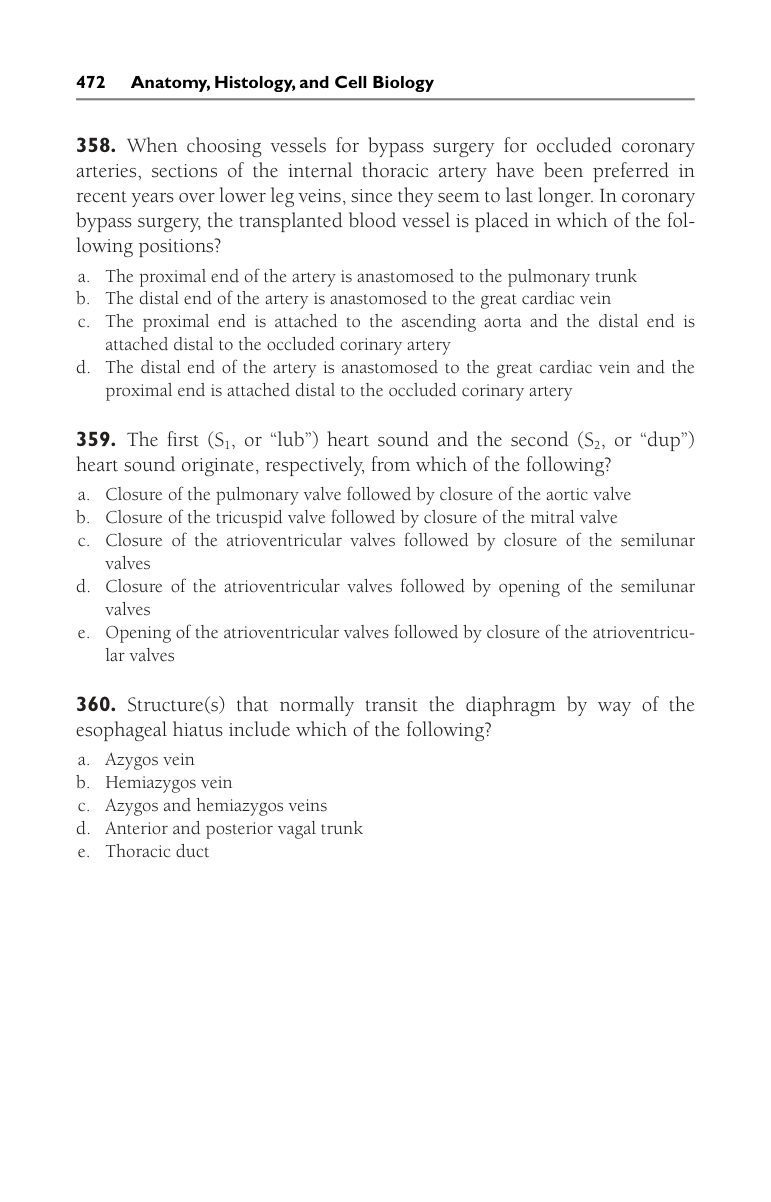 472 Anatomy, Histology, and Cell Biology
358. When choosing vessels for bypass surgery for occluded coronary
arteries, sections of the internal thoracic artery have been preferred in
recent years over lower leg veins, since they seem to last longer. In coronary
bypass surgery, the transplanted blood vessel is placed in which of the fol-
lowing positions?
a. The proximal end of the artery is anastomosed to the pulmonary trunk
b. The distal end of the artery is anastomosed to the great cardiac vein
c. The proximal end is attached to the ascending aorta and the distal end is
attached distal to the occluded corinary artery
d. The distal end of the artery is anastomosed to the great cardiac vein and the
proximal end is attached distal to the occluded corinary artery
359. The first (S₁, or “lub”) heart sound and the second (S₂, or “dup”)
heart sound originate, respectively, from which of the following?
a. Closure of the pulmonary valve followed by closure of the aortic valve
b. Closure of the tricuspid valve followed by closure of the mitral valve
c. Closure of the atrioventricular valves followed by closure of the semilunar
valves
d. Closure of the atrioventricular valves followed by opening of the semilunar
valves
e. Opening of the atrioventricular valves followed by closure of the atrioventricu-
lar valves
360. Structure(s) that normally transit the diaphragm by way of the
esophageal hiatus include which of the following?
a. Azygos vein
b. Hemiazygos vein
c. Azygos and hemiazygos veins
d. Anterior and posterior vagal trunk
e. Thoracic duct